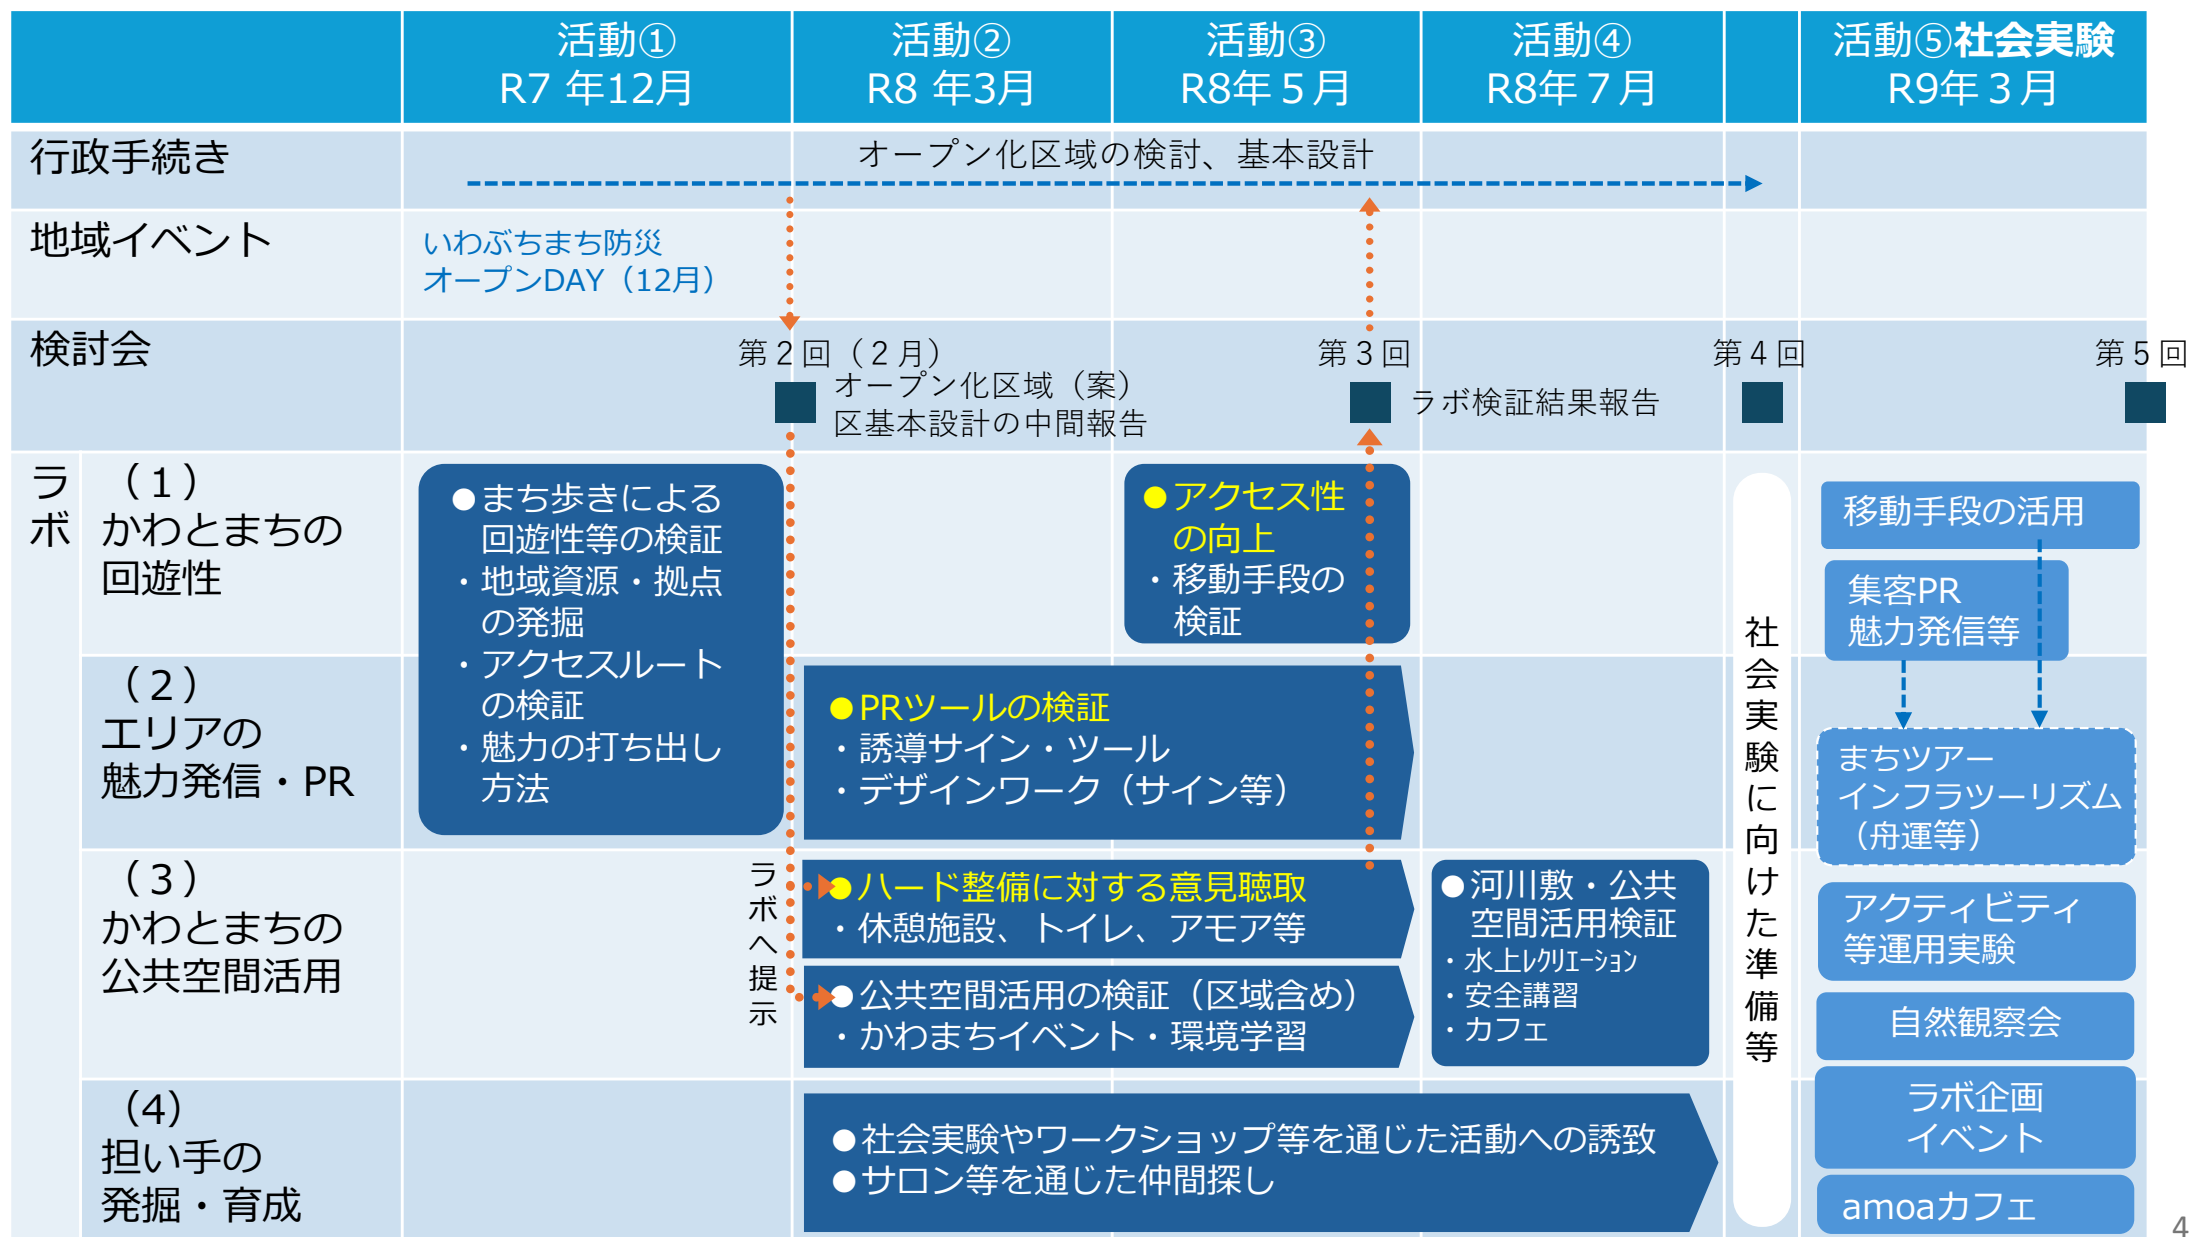 活動①
R7 年12月
活動②
R8 年3月
活動③
R8年５月
活動④
R8年７月
活動⑤社会実験
R9年３月
行政手続き
オープン化区域の検討、基本設計
地域イベント
いわぶちまち防災
オープンDAY（12月）
検討会
第２回（２月）
オープン化区域（案）
区基本設計の中間報告
第３回
ラボ検証結果報告
第４回
第５回
ラボ
（１）
かわとまちの
回遊性
●まち歩きによる
回遊性等の検証
・地域資源・拠点
の発掘
・アクセスルート
の検証
・魅力の打ち出し
方法
●アクセス性
の向上
・移動手段の
検証
社会実験に向けた準備等
移動手段の活用
集客PR
魅力発信等
（２）
エリアの
魅力発信・PR
●PRツールの検証
・誘導サイン・ツール
・デザインワーク（サイン等）
まちツアー
インフラツーリズム
（舟運等）
（３）
かわとまちの
公共空間活用
ラボへ提示
●ハード整備に対する意見聴取
・休憩施設、トイレ、アモア等
●公共空間活用の検証（区域含め）
・かわまちイベント・環境学習
●河川敷・公共
空間活用検証
・水上ﾚｸﾘｴｰｼｮﾝ
・安全講習
・カフェ
アクティビティ
等運用実験
自然観察会
(4)
担い手の
発掘・育成
●社会実験やワークショップ等を通じた活動への誘致
●サロン等を通じた仲間探し
ラボ企画
イベント
amoaカフェ
4